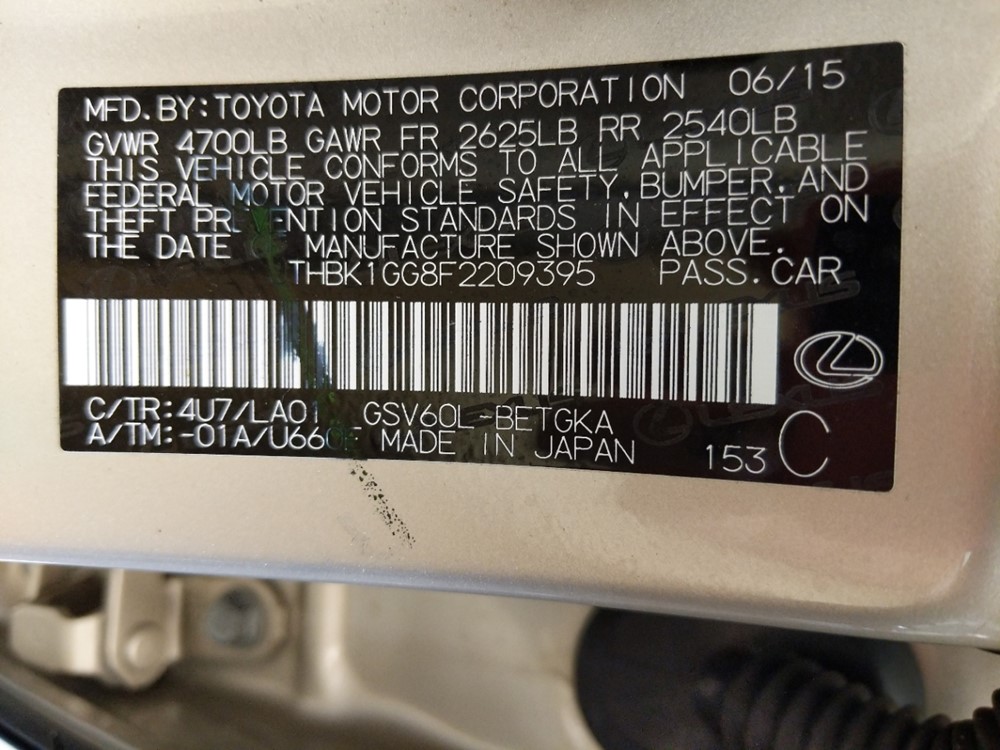 MFD. BY: TOYOTA MOTOR CORPORATION 06/15
GVWR 4700LB GAWR FR 2625LB RR 2540LB
THIS VEHICLE CONFORMS TO ALL APPLICABLE
FEDERAL MOTOR VEHICLE SAFETY, BUMPER, AND
THEFT PREVENTION STANDARDS IN EFFECT ON
THE DATE MANUFACTURE SHOWN ABOVE.
THBK1GG8F2209395 PASS. CAR
C/TR: 4U7/LA01 GSV60L-BETGKA
A/TM: -01A/U660E MADE IN JAPAN 153 C